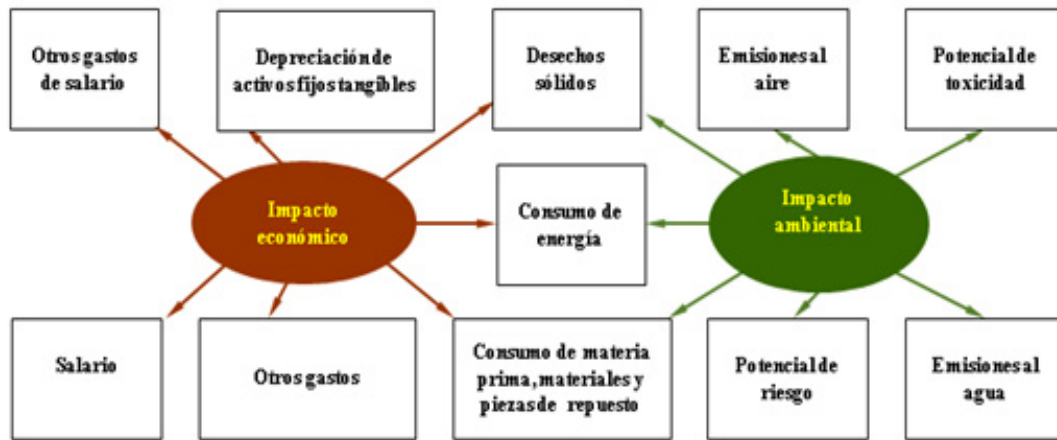 Otros gastos
de salario
Depreciación de
activos fijos tangibles
Desechos
sólidos
Emisiones al
aire
Potencial de
toxicidad
Impacto
económico
Consumo de
energía
Impacto
ambiental
Salario
Otros gastos
Consumo de materia
prima, materiales y
piezas de repuesto
Potencial de
riesgo
Emisiones al
agua